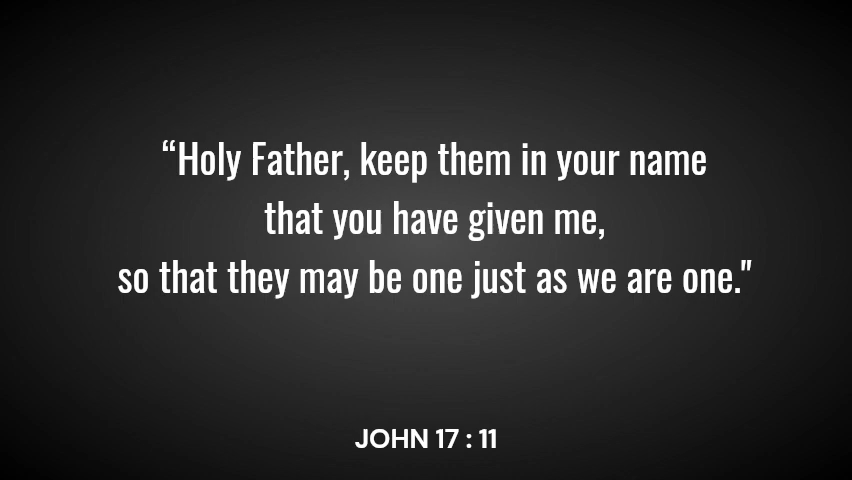 “Holy Father, keep them in your name
that you have given me,
so that they may be one just as we are one."
JOHN 17 : 11